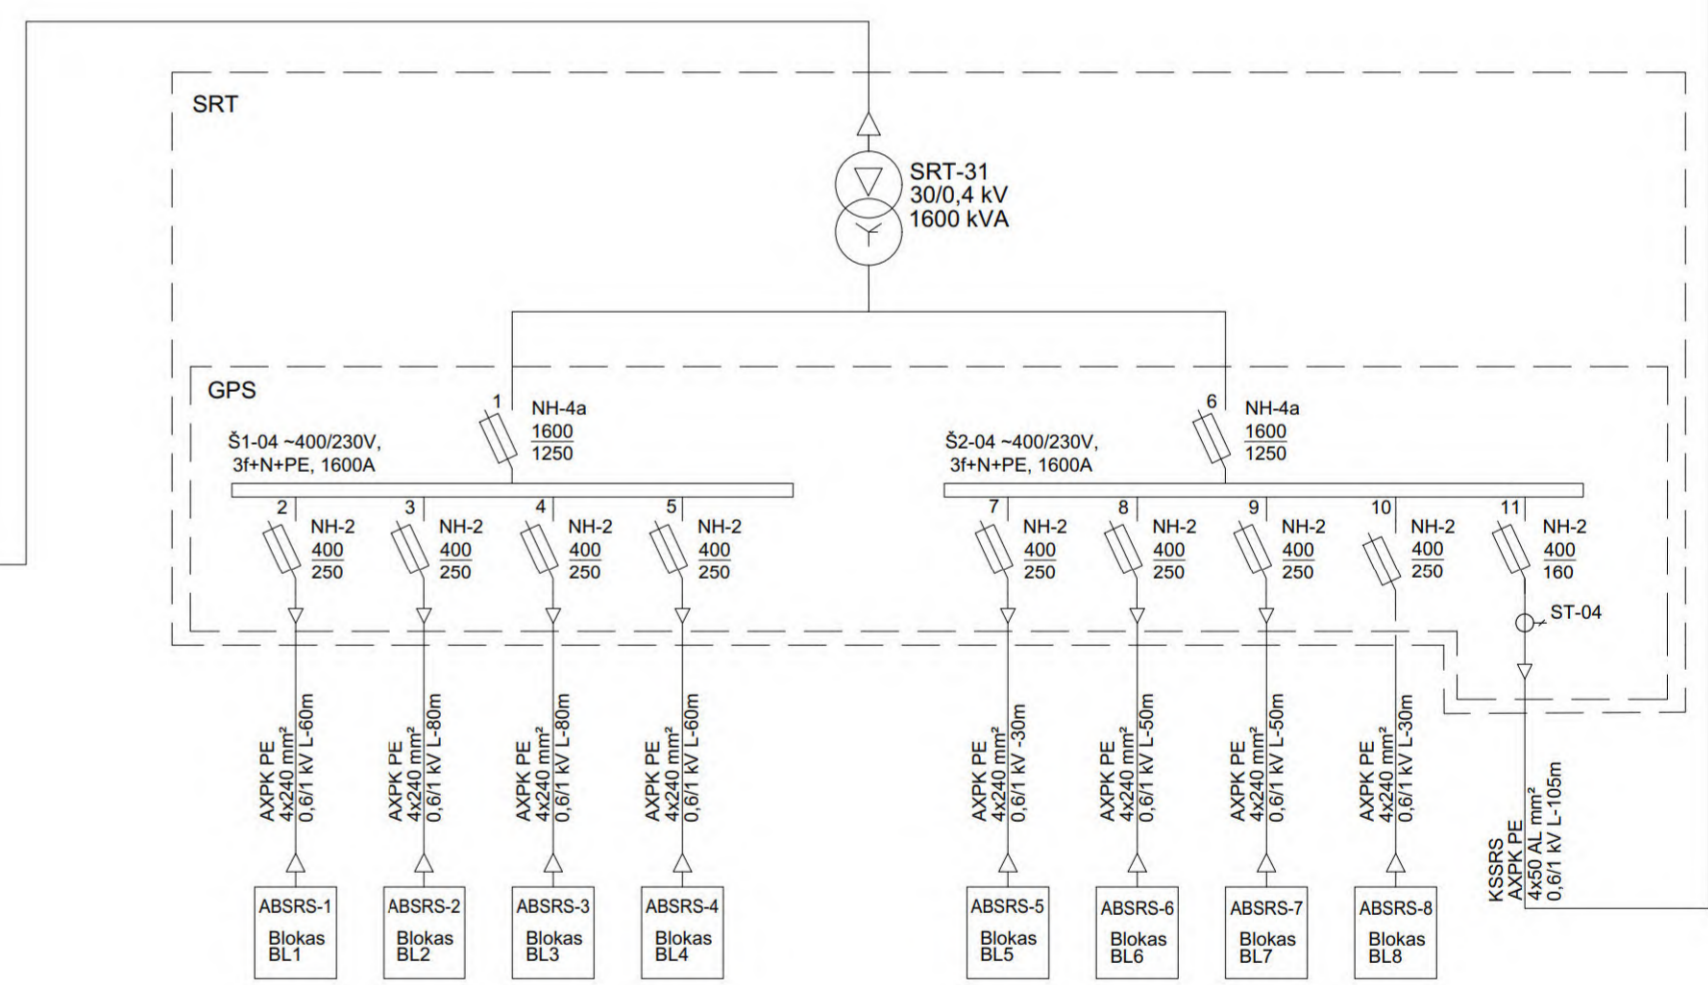 SRT
SRT-31
30/0,4 kV
1600 kVA
GPS
1
NH-4a
1600
1250
Š1-04 ~400/230V,
3f+N+PE, 1600A
6
NH-4a
1600
1250
Š2-04 ~400/230V,
3f+N+PE, 1600A
2
NH-2
400
250
3
NH-2
400
250
4
NH-2
400
250
5
NH-2
400
250
7
NH-2
400
250
8
NH-2
400
250
9
NH-2
400
250
10
NH-2
400
250
11
NH-2
400
160
ST-04
AXPK PE
4x240 mm²
0,6/1 kV L-60m
AXPK PE
4x240 mm²
0,6/1 kV L-80m
AXPK PE
4x240 mm²
0,6/1 kV L-80m
AXPK PE
4x240 mm²
0,6/1 kV L-60m
AXPK PE
4x240 mm²
0,6/1 kV -30m
AXPK PE
4x240 mm²
0,6/1 kV L-50m
AXPK PE
4x240 mm²
0,6/1 kV L-50m
AXPK PE
4x240 mm²
0,6/1 kV L-30m
KSSRS
AXPK PE
4x50 AL mm²
0,6/1 kV L-105m
ABSRS-1
Blokas
BL1
ABSRS-2
Blokas
BL2
ABSRS-3
Blokas
BL3
ABSRS-4
Blokas
BL4
ABSRS-5
Blokas
BL5
ABSRS-6
Blokas
BL6
ABSRS-7
Blokas
BL7
ABSRS-8
Blokas
BL8